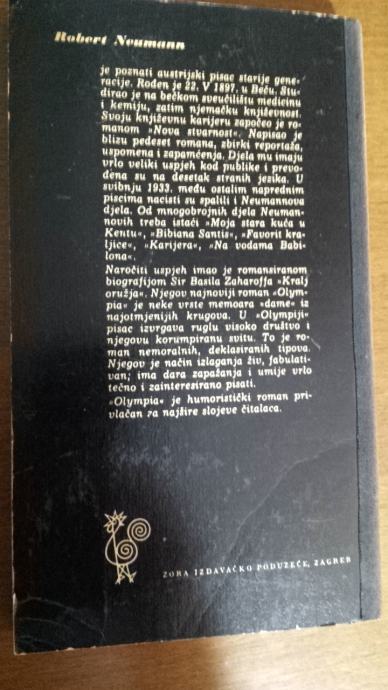 Robert Neumann
je poznati austrijski pisac starije gene-
racije. Rođen je 22. V 1897. u Beču. Stu-
dirao je na bečkom sveučilištu medicinu
i kemiju, zatim njemačku književnost.
Svoju književnu karijeru započeo je ro-
manom »Nova stvarnost«. Napisao je
blizu pedeset romana, zbirki reportaža,
uspomena i zapamćenja. Djela mu imaju
vrlo veliki uspjeh kod publike i prevo-
đena su na desetak stranih jezika. U
svibnju 1933. među ostalim naprednim
piscima nacisti su spalili i Neumannova
djela. Od mnogobrojnih djela Neuman-
novih treba istaći »Moja stara kuća u
Kentu«, »Bibiana Santis«, »Favorit kra-
ljice«, »Karijera«, »Na vodama Babi-
lona«.
Naročiti uspjeh imao je romansiranom
biografijom Sir Basila Zaharoffa »Kralj
oružja«. Njegov najnoviji roman »Olym-
pia« je neke vrste memoara »dame« iz
najotmjenijih krugova. U »Olympiji«
pisac izvrgava ruglu visoko društvo i
njegovu korumpiranu svitu. To je ro-
man nemoralnih, deklasiranih tipova.
Njegov je način izlaganja živ, fabulati-
van; ima dara zapažanja i umije vrlo
tečno i zainteresirano pisati.
»Olympia« je humoristički roman pri-
vlačan za najšire slojeve čitalaca.
ZORA IZDAVAČKO PODUZEĆE, ZAGREB